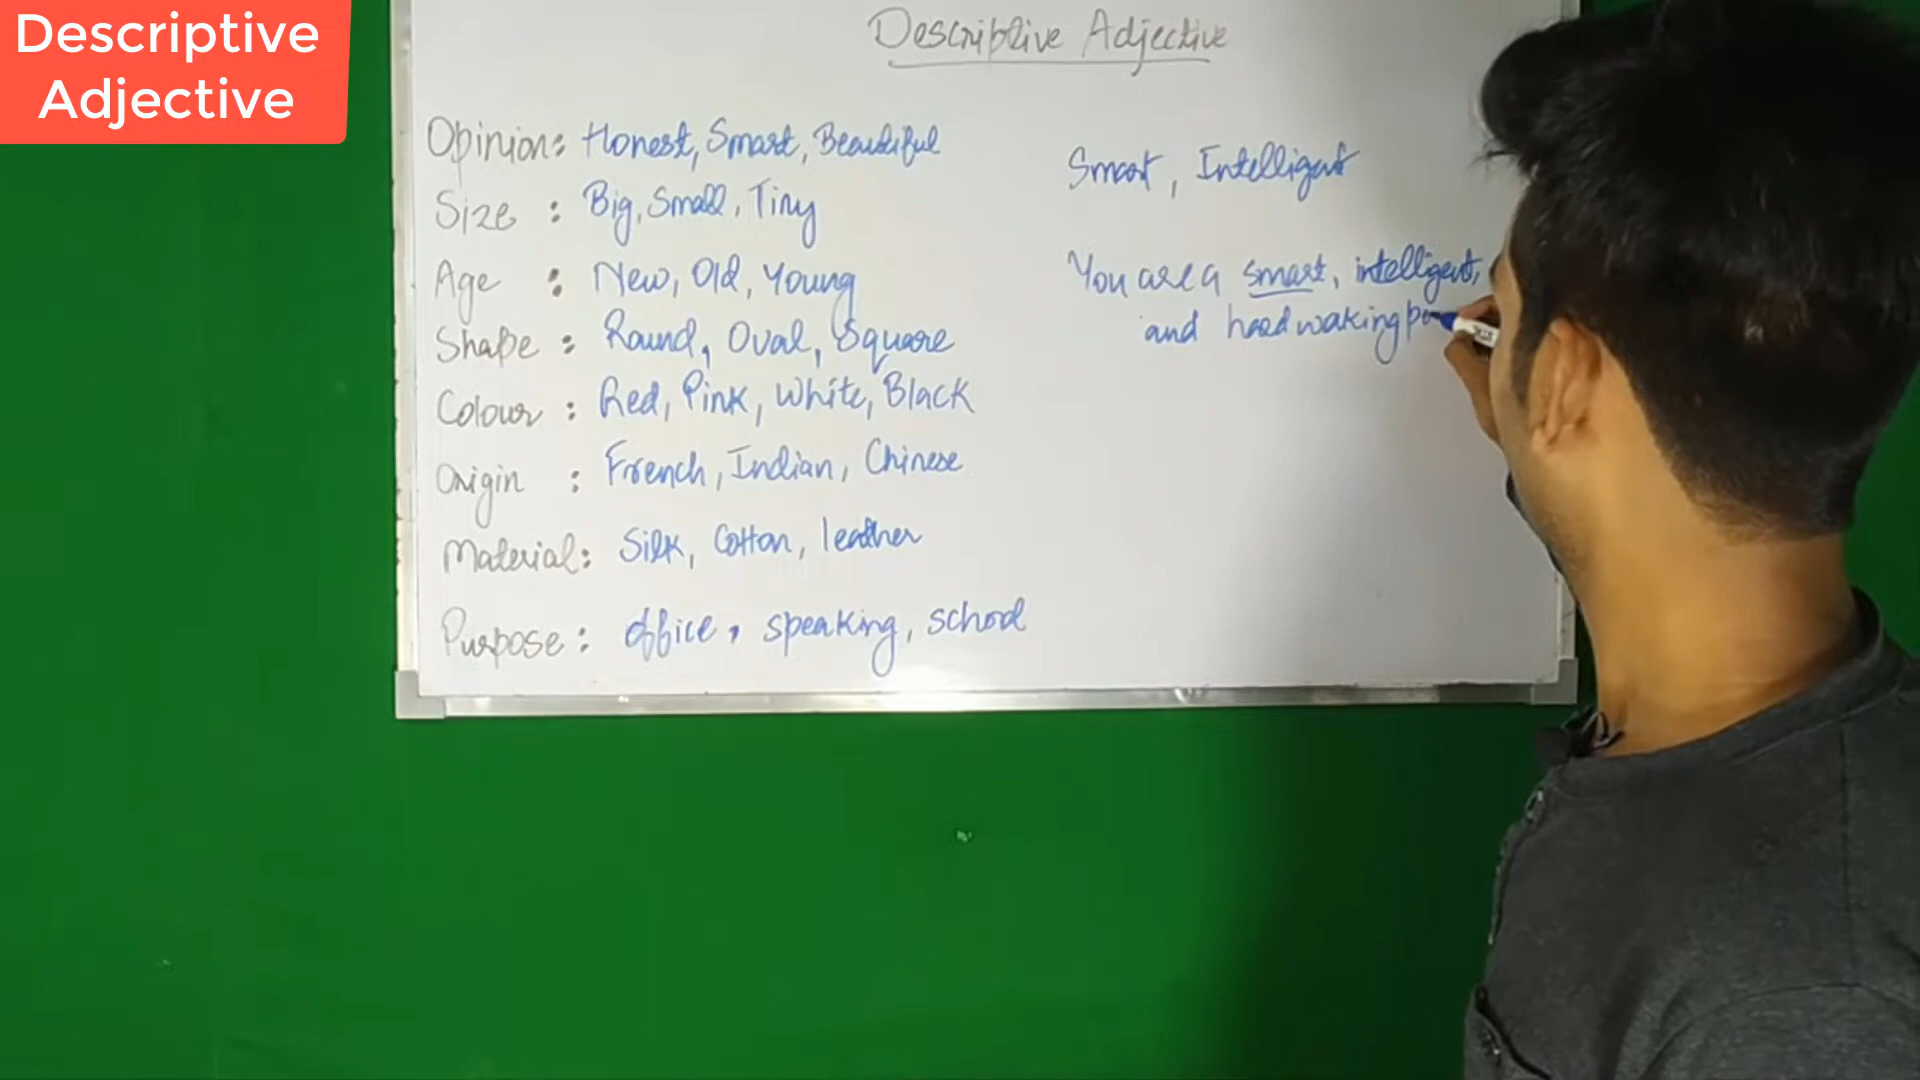 Descriptive
Adjective
Descriptive Adjective
Opinion: Honest, Smart, Beautiful
Size : Big, Small, Tiny
Age : New, Old, Young
Shape : Round, Oval, Square
Colour : Red, Pink, White, Black
Origin : French, Indian, Chinese
Material: Silk, Cotton, leather
Purpose: office, speaking, school
Smart, Intelligent
You are a smart, intelligent,
and hard working